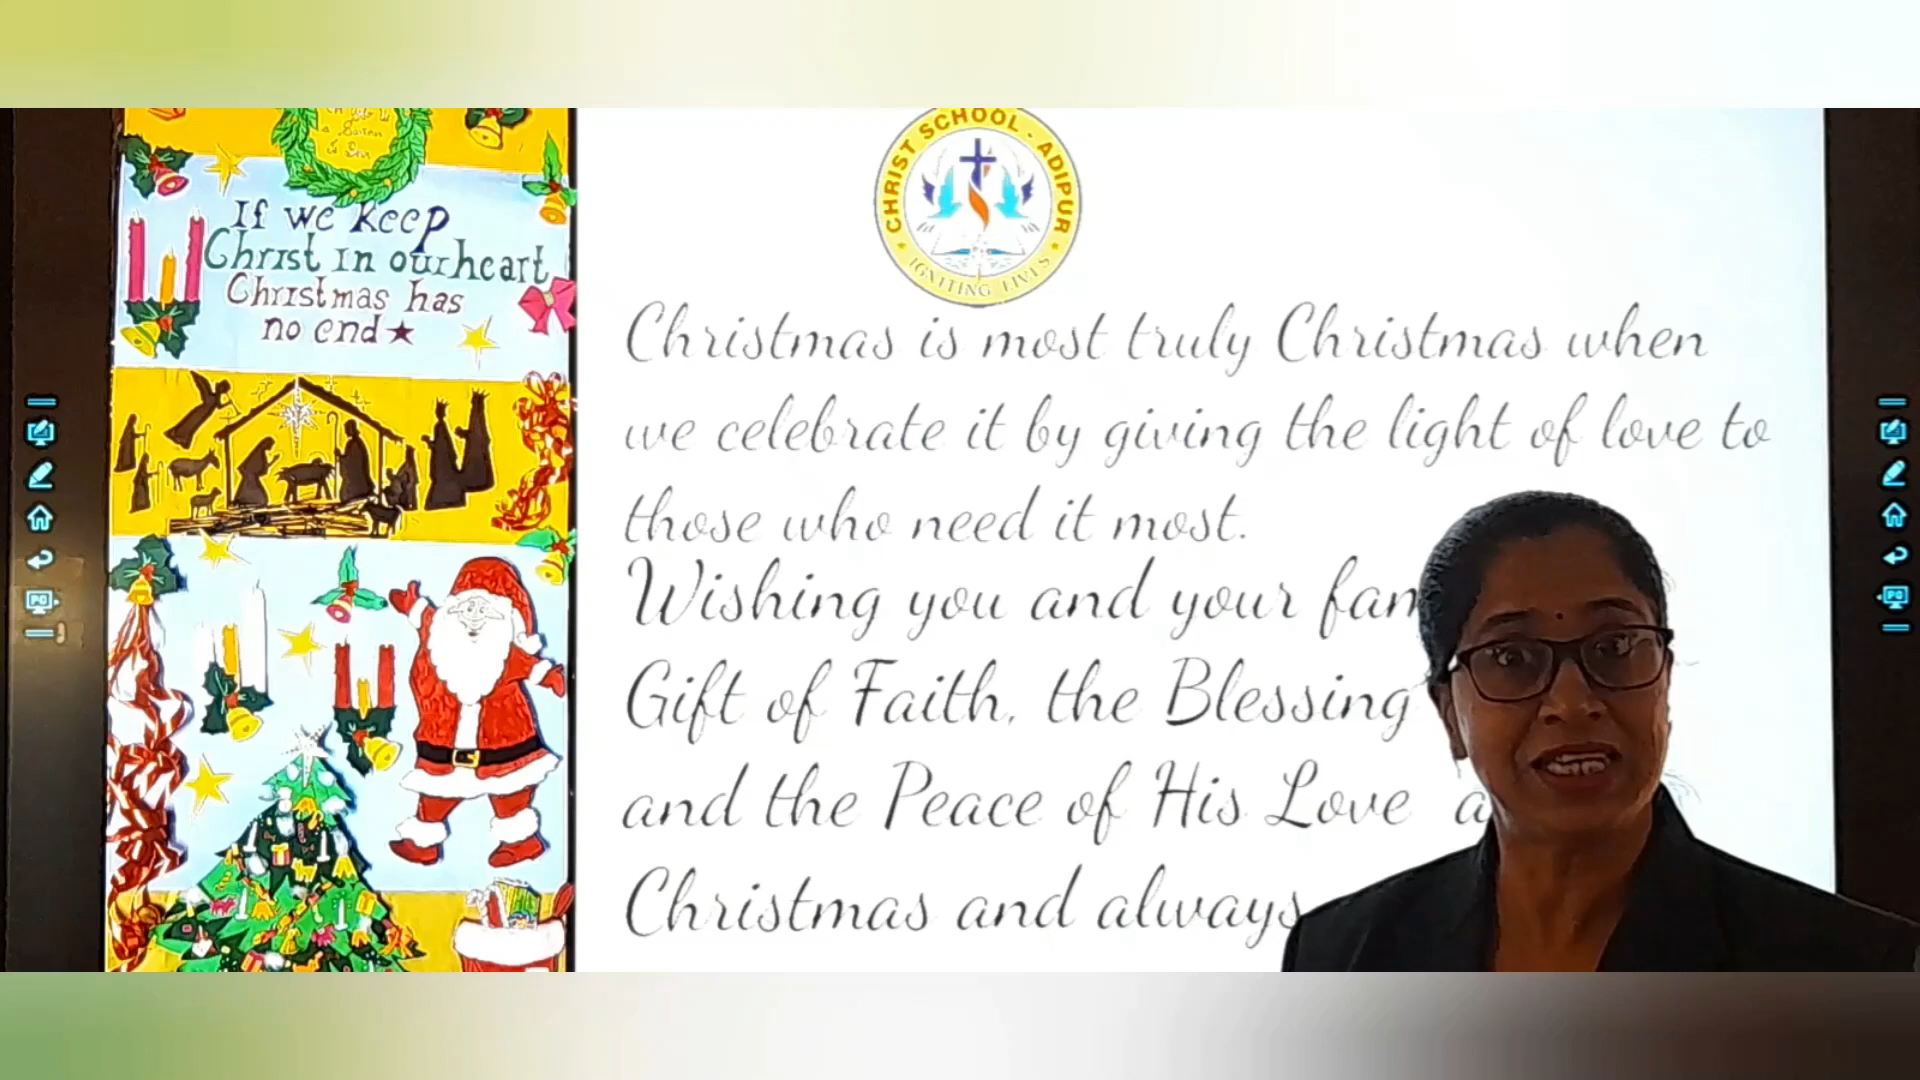 If we keep
Christ in our heart
Christmas has
no end
CHRIST SCHOOL - ADIPUR
IGNITING LIVES
Christmas is most truly Christmas when
we celebrate it by giving the light of love to
those who need it most.
Wishing you and your
Gift of Faith, the Blessing
and the Peace of His Love
Christmas and always